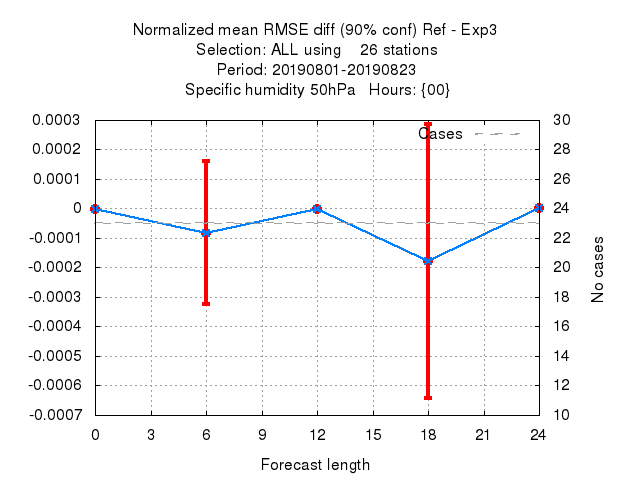 Normalized mean RMSE diff (90% conf) Ref - Exp3
Selection: ALL using    26 stations
Period: 20190801-20190823
Specific humidity 50hPa   Hours: {00}
Cases
0.0003
0.0002
0.0001
0
-0.0001
-0.0002
-0.0003
-0.0004
-0.0005
-0.0006
-0.0007
30
28
26
24
22
20
18
16
14
12
10
No cases
0 3 6 9 12 15 18 21 24
Forecast length